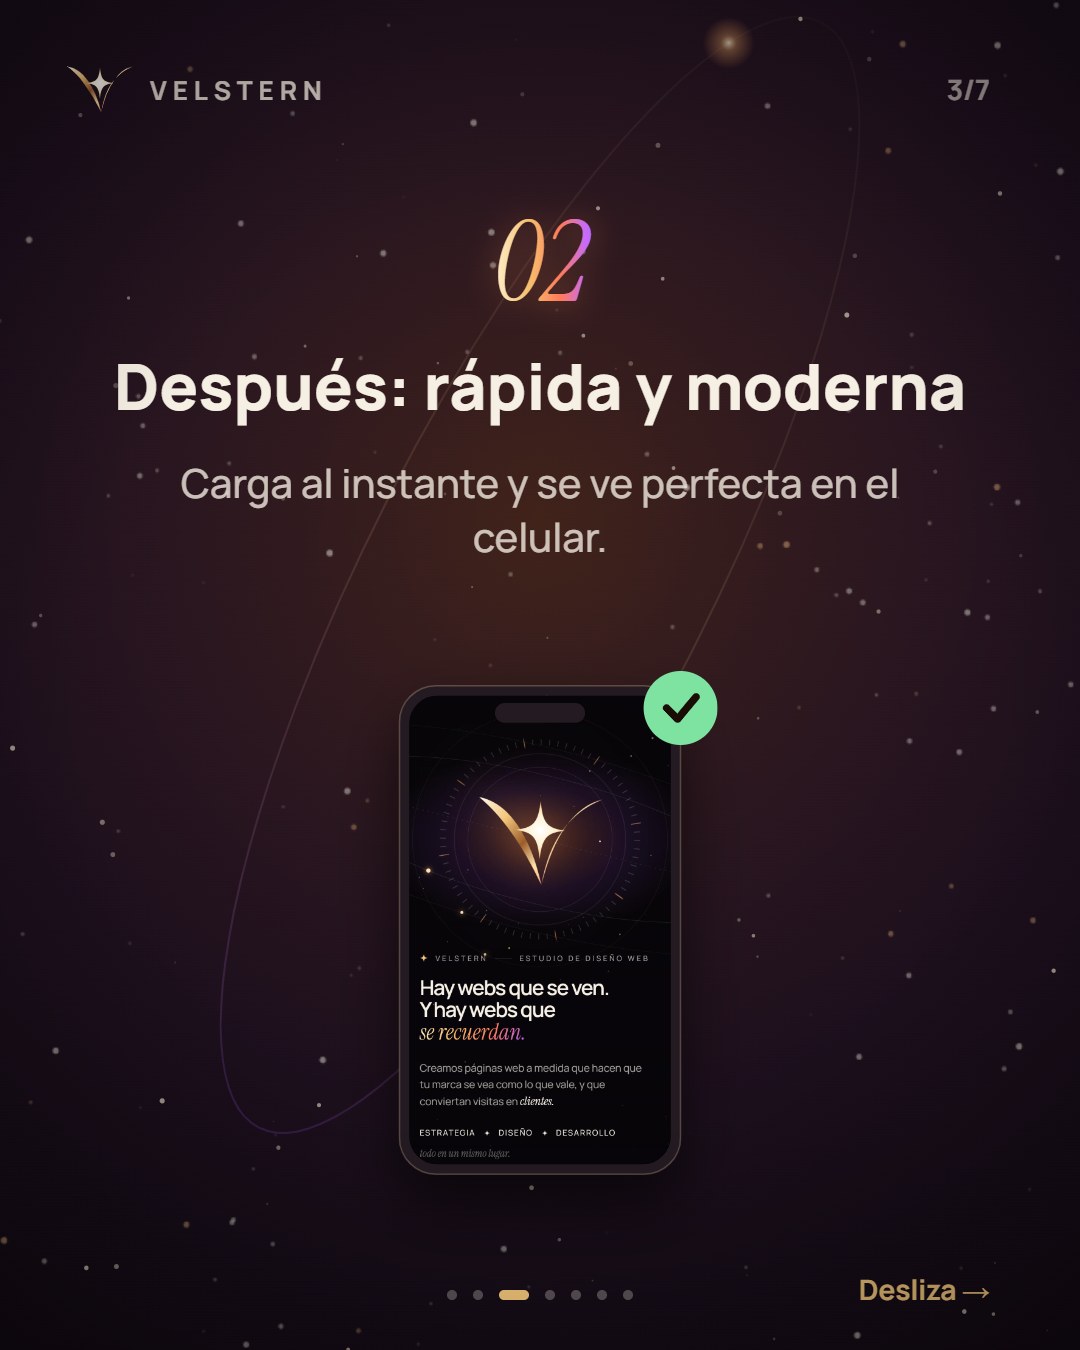 VELSTERN
3/7
02
Después: rápida y moderna
Carga al instante y se ve perfecta en el
celular.
VELSTERN — ESTUDIO DE DISEÑO WEB
Hay webs que se ven.
Y hay webs que
se recuerdan.
Creamos páginas web a medida que hacen que
tu marca se vea como lo que vale, y que
conviertan visitas en clientes.
ESTRATEGIA ✦ DISEÑO ✦ DESARROLLO
todo en un mismo lugar.
Desliza →